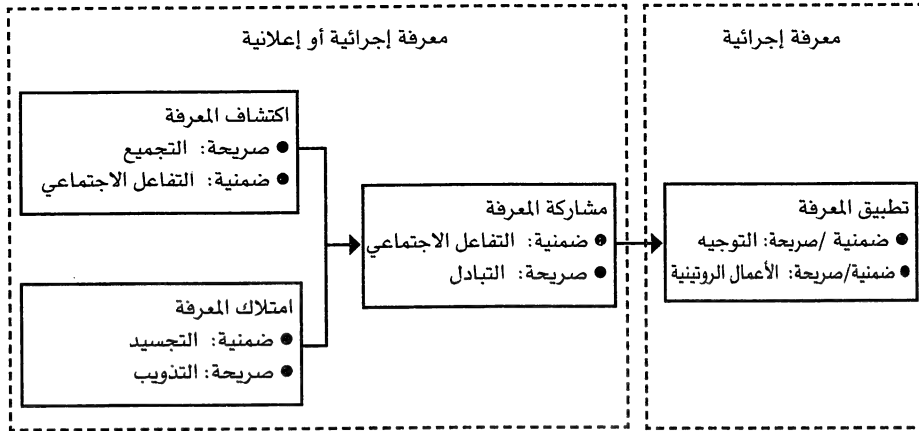 معرفة إجرائية أو إعلانية
معرفة إجرائية
اكتشاف المعرفة
● صريحة: التجميع
● ضمنية: التفاعل الاجتماعي
امتلاك المعرفة
● ضمنية: التجسيد
● صريحة: التذويب
مشاركة المعرفة
● ضمنية: التفاعل الاجتماعي
● صريحة: التبادل
تطبيق المعرفة
● ضمنية /صريحة: التوجيه
● ضمنية/صريحة: الأعمال الروتينية